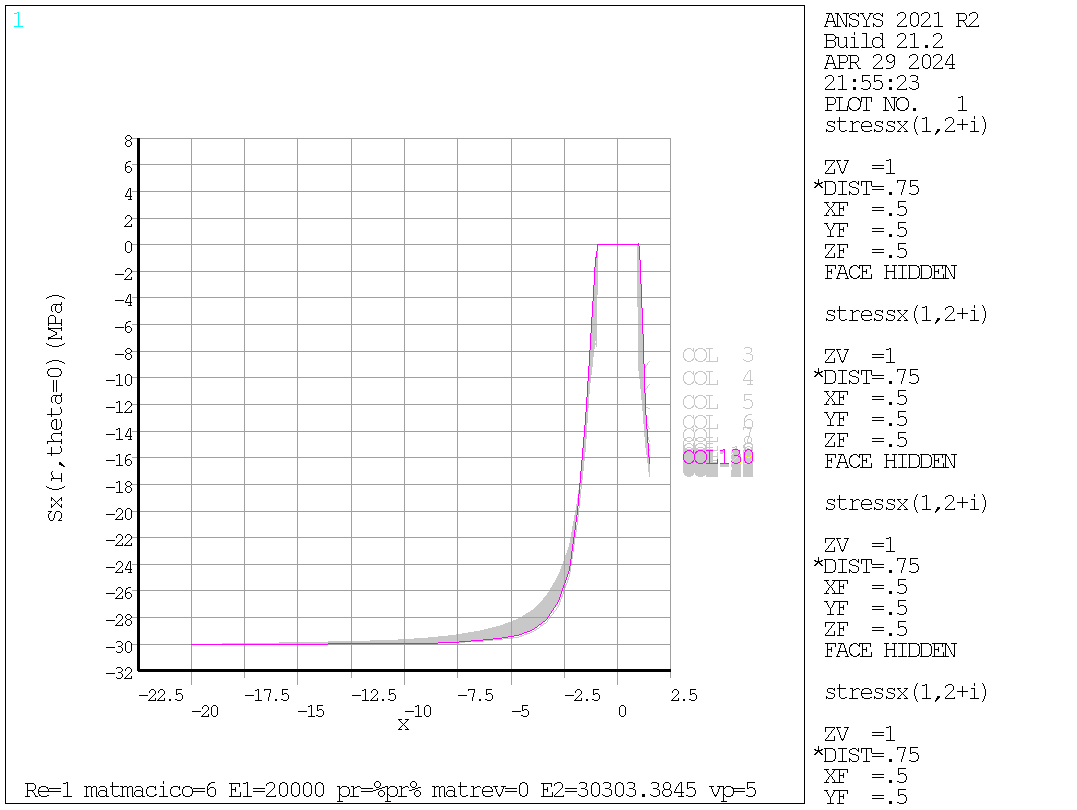 1
ANSYS 2021 R2
Build 21.2
APR 29 2024
21:55:23
PLOT NO. 1
stressx(1,2+i)
ZV =1
*DIST=.75
XF =.5
YF =.5
ZF =.5
FACE HIDDEN
stressx(1,2+i)
ZV =1
*DIST=.75
XF =.5
YF =.5
ZF =.5
FACE HIDDEN
stressx(1,2+i)
ZV =1
*DIST=.75
XF =.5
YF =.5
ZF =.5
FACE HIDDEN
stressx(1,2+i)
ZV =1
*DIST=.75
XF =.5
YF =.5
Sx(r,theta=0)(MPa)
8
6
4
2
0
-2
-4
-6
-8
-10
-12
-14
-16
-18
-20
-22
-24
-26
-28
-30
-32
COL 3
COL 4
COL 5
COL 6
COL130
-22.5 -17.5 -12.5 -7.5 -2.5 2.5
-20 -15 -10 -5 0
X
Re=1 matmacico=6 E1=20000 pr=%pr% matrev=0 E2=30303.3845 vp=5